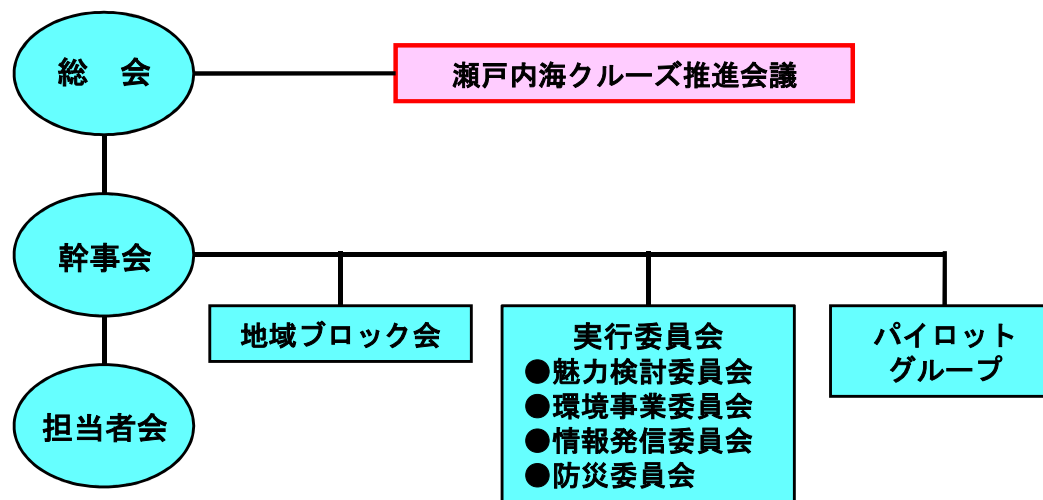 総　会
瀬戸内海クルーズ推進会議
幹事会
地域ブロック会
実行委員会
●魅力検討委員会
●環境事業委員会
●情報発信委員会
●防災委員会
パイロット
グループ
担当者会